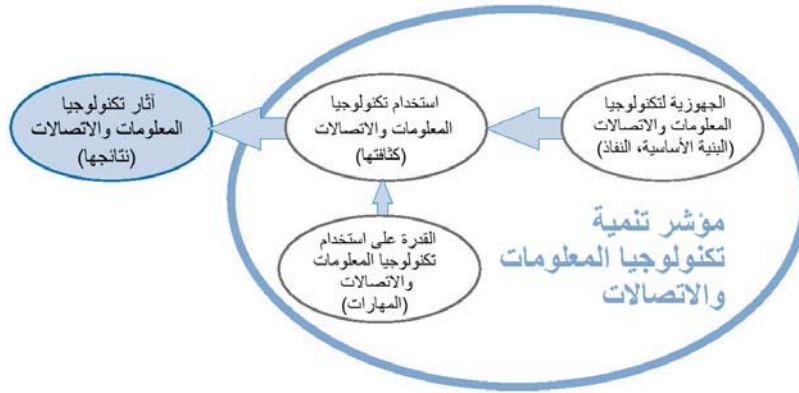 الجهوزية لتكنولوجيا
المعلومات والاتصالات
(البنية الأساسية، النفاذ)
استخدام تكنولوجيا
المعلومات والاتصالات
(كثافتها)
آثار تكنولوجيا
المعلومات والاتصالات
(نتائجها)
القدرة على استخدام
تكنولوجيا المعلومات
والاتصالات
(المهارات)
مؤشر تنمية
تكنولوجيا المعلومات
والاتصالات